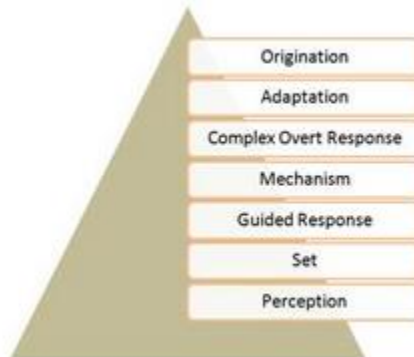 Origination
Adaptation
Complex Overt Response
Mechanism
Guided Response
Set
Perception